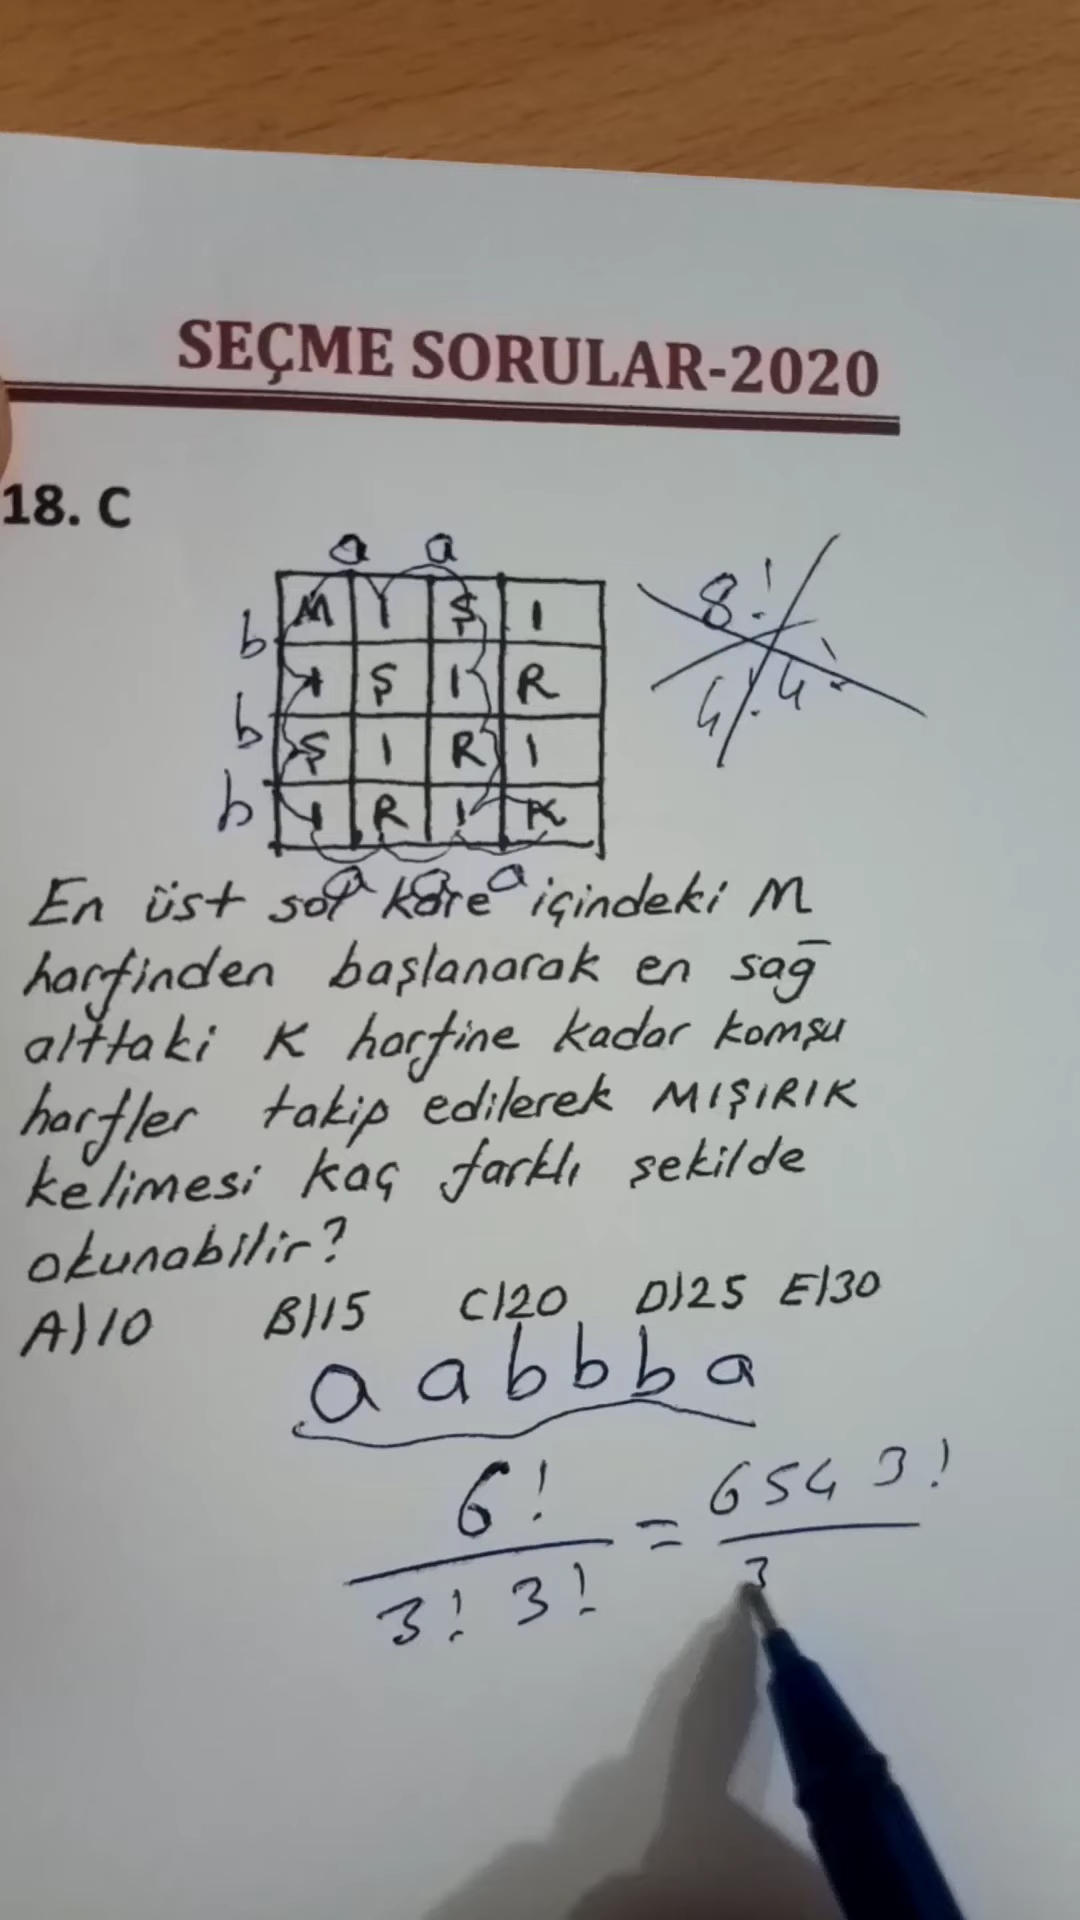 SEÇME SORULAR-2020
18. C
8!
4! 4!
a a
b
b
b
M I Ş I
I Ş I R
Ş I R I
I R I K
a a a
En üst sol kare içindeki M
harfinden başlanarak en sağ
alttaki K harfine kadar komşu
harfler takip edilerek MIŞIRIK
kelimesi kaç farklı şekilde
okunabilir?
A)10 B)15 C)20 D)25 E)30
a a b b b a
6! / 3! 3! = 6 5 4 3! / 3